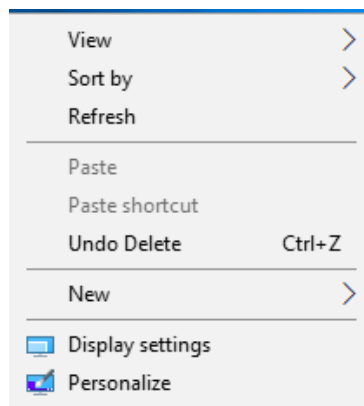 View
Sort by
Refresh
Paste
Paste shortcut
Undo Delete Ctrl+Z
New
Display settings
Personalize